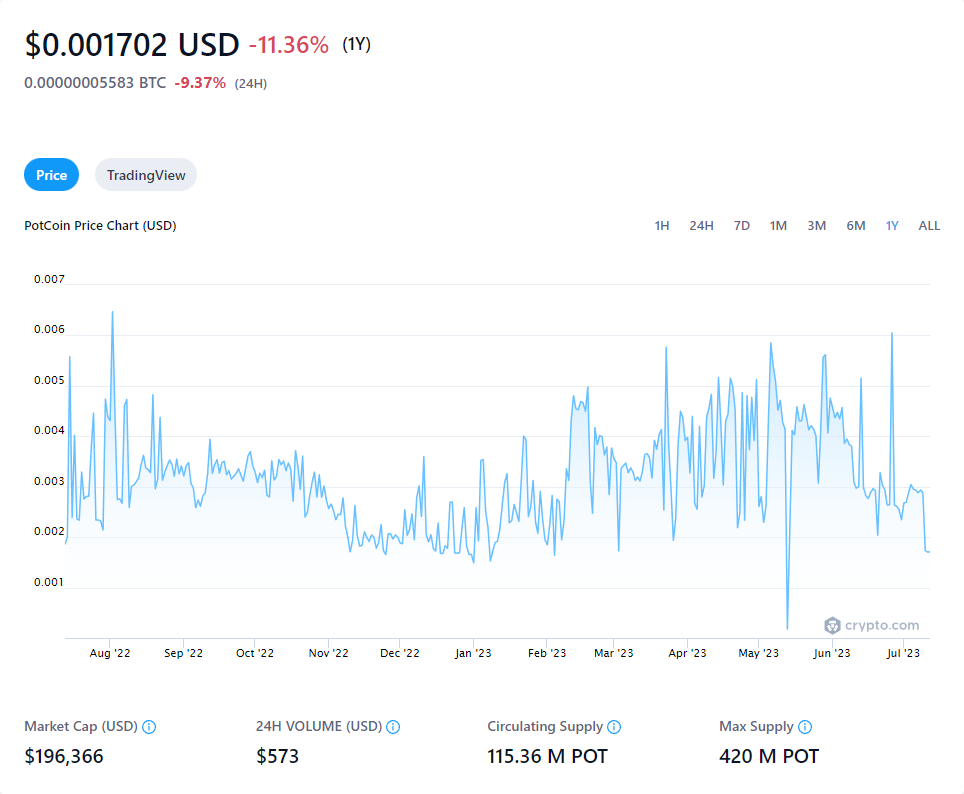 $0.001702 USD -11.36% (1Y)
0.00000005583 BTC -9.37% (24H)
Price TradingView
PotCoin Price Chart (USD) 1H 24H 7D 1M 3M 6M 1Y ALL
0.007
0.006
0.005
0.004
0.003
0.002
0.001
crypto.com
Aug '22 Sep '22 Oct '22 Nov '22 Dec '22 Jan '23 Feb '23 Mar '23 Apr '23 May '23 Jun '23 Jul '23
Market Cap (USD) 24H VOLUME (USD) Circulating Supply Max Supply
$196,366 $573 115.36 M POT 420 M POT